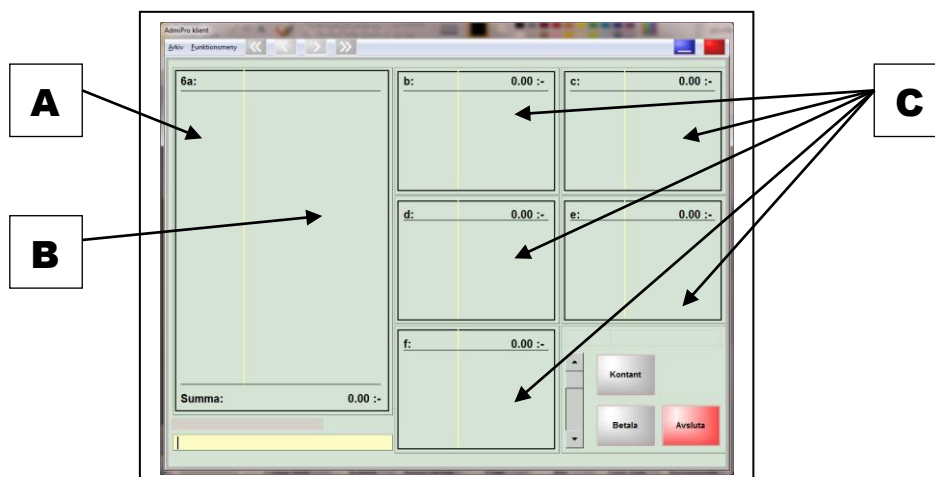 AdmiPro klient
Arkiv Funktionsmeny
A
B
C
6a:
b: 0.00 :-
c: 0.00 :-
d: 0.00 :-
e: 0.00 :-
f: 0.00 :-
Summa: 0.00 :-
Kontant
Betala
Avsluta